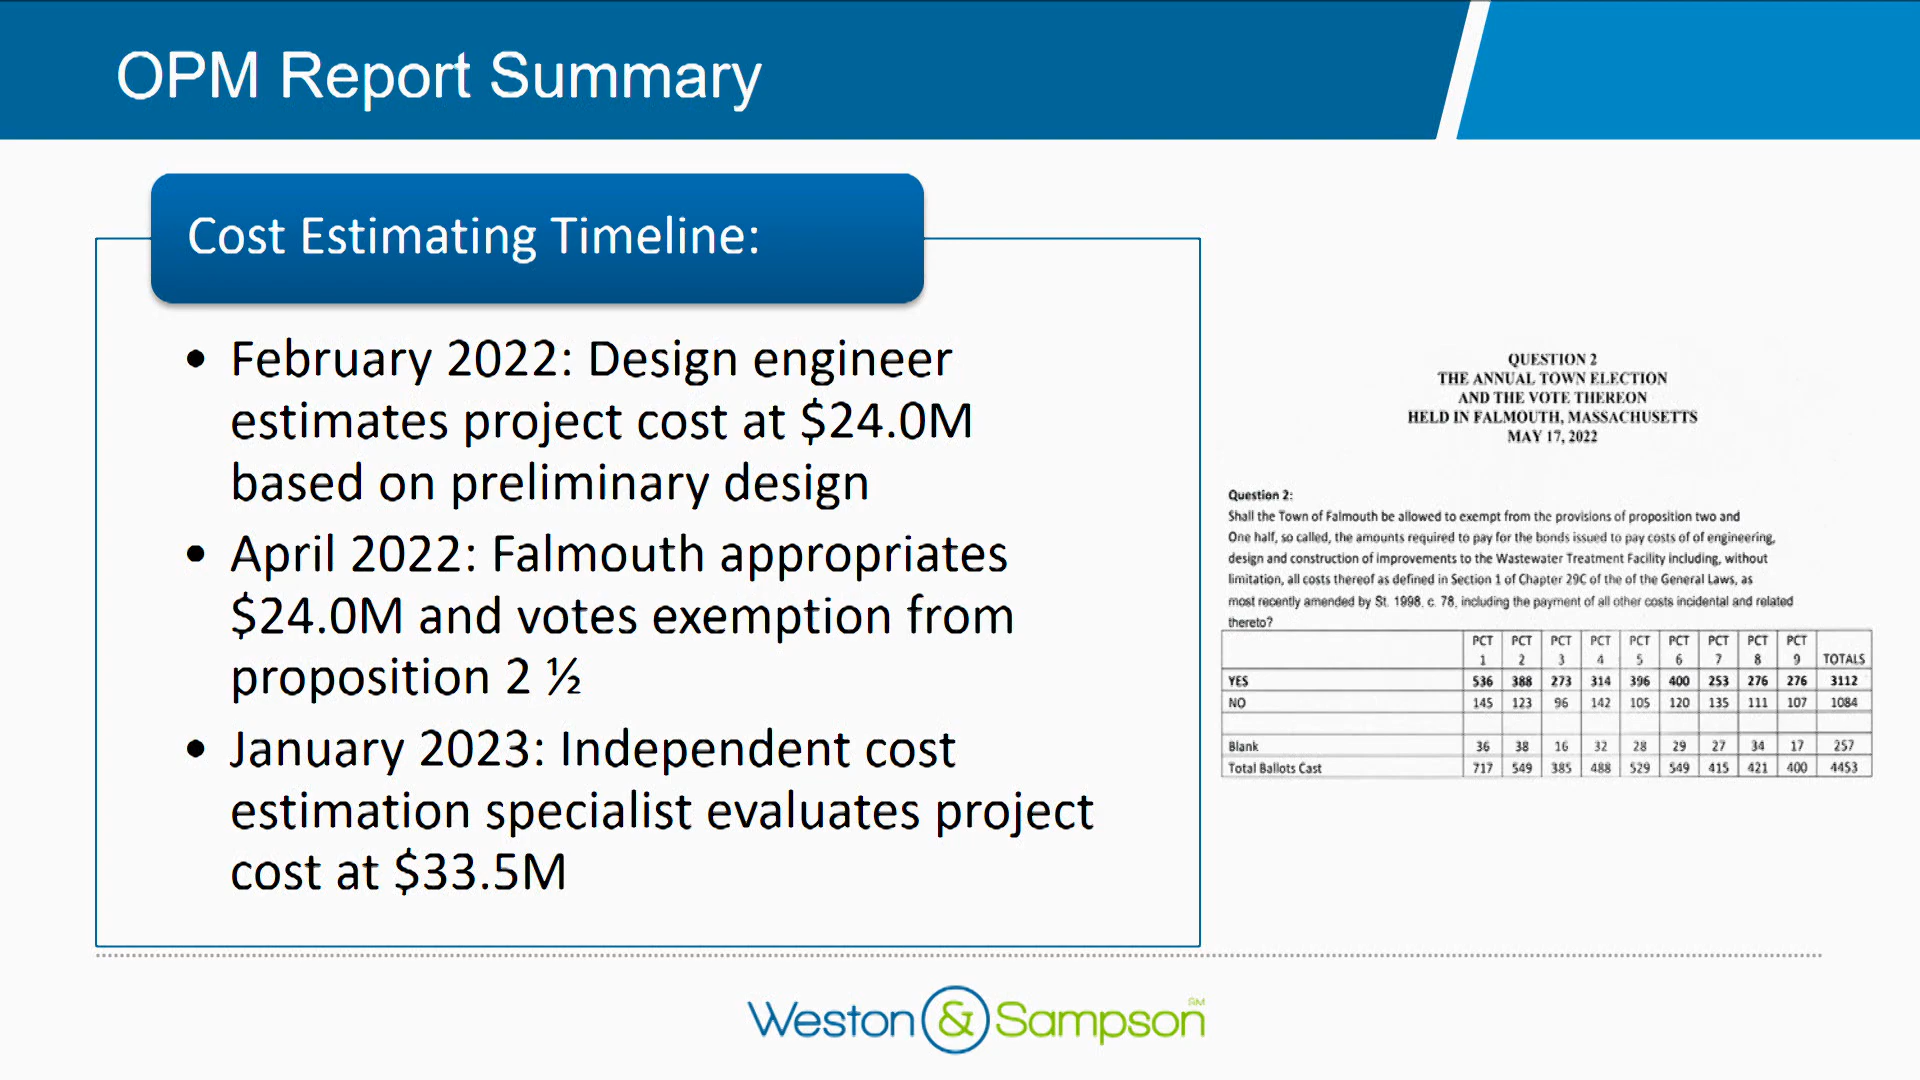 OPM Report Summary
Cost Estimating Timeline:
• February 2022: Design engineer
estimates project cost at $24.0M
based on preliminary design
• April 2022: Falmouth appropriates
$24.0M and votes exemption from
proposition 2 ½
• January 2023: Independent cost
estimation specialist evaluates project
cost at $33.5M
QUESTION 2
THE ANNUAL TOWN ELECTION
AND THE VOTE THEREON
HELD IN FALMOUTH, MASSACHUSETTS
MAY 17, 2022
Question 2:
Shall the Town of Falmouth be allowed to exempt from the provisions of proposition two and
One half, so called, the amounts required to pay for the bonds issued to pay costs of of engineering,
design and construction of improvements to the Wastewater Treatment Facility including, without
limitation, all costs thereof as defined in Section 1 of Chapter 29C of the of the General Laws, as
most recently amended by St. 1998, c. 78, including the payment of all other costs incidental and related
thereto?
PCT PCT PCT PCT PCT PCT PCT PCT PCT
1 2 3 4 5 6 7 8 9 TOTALS
YES 536 388 273 314 396 400 253 276 276 3112
NO 145 123 96 142 105 120 135 111 107 1084
Blank 36 38 16 32 28 29 27 34 17 257
Total Ballots Cast 717 549 385 488 529 549 415 421 400 4453
Weston & Sampson SM